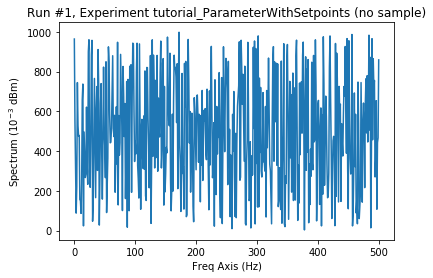 Run #1, Experiment tutorial_ParameterWithSetpoints (no sample)
1000
800
600
400
200
0
Spectrum (10⁻³ dBm)
0 100 200 300 400 500
Freq Axis (Hz)